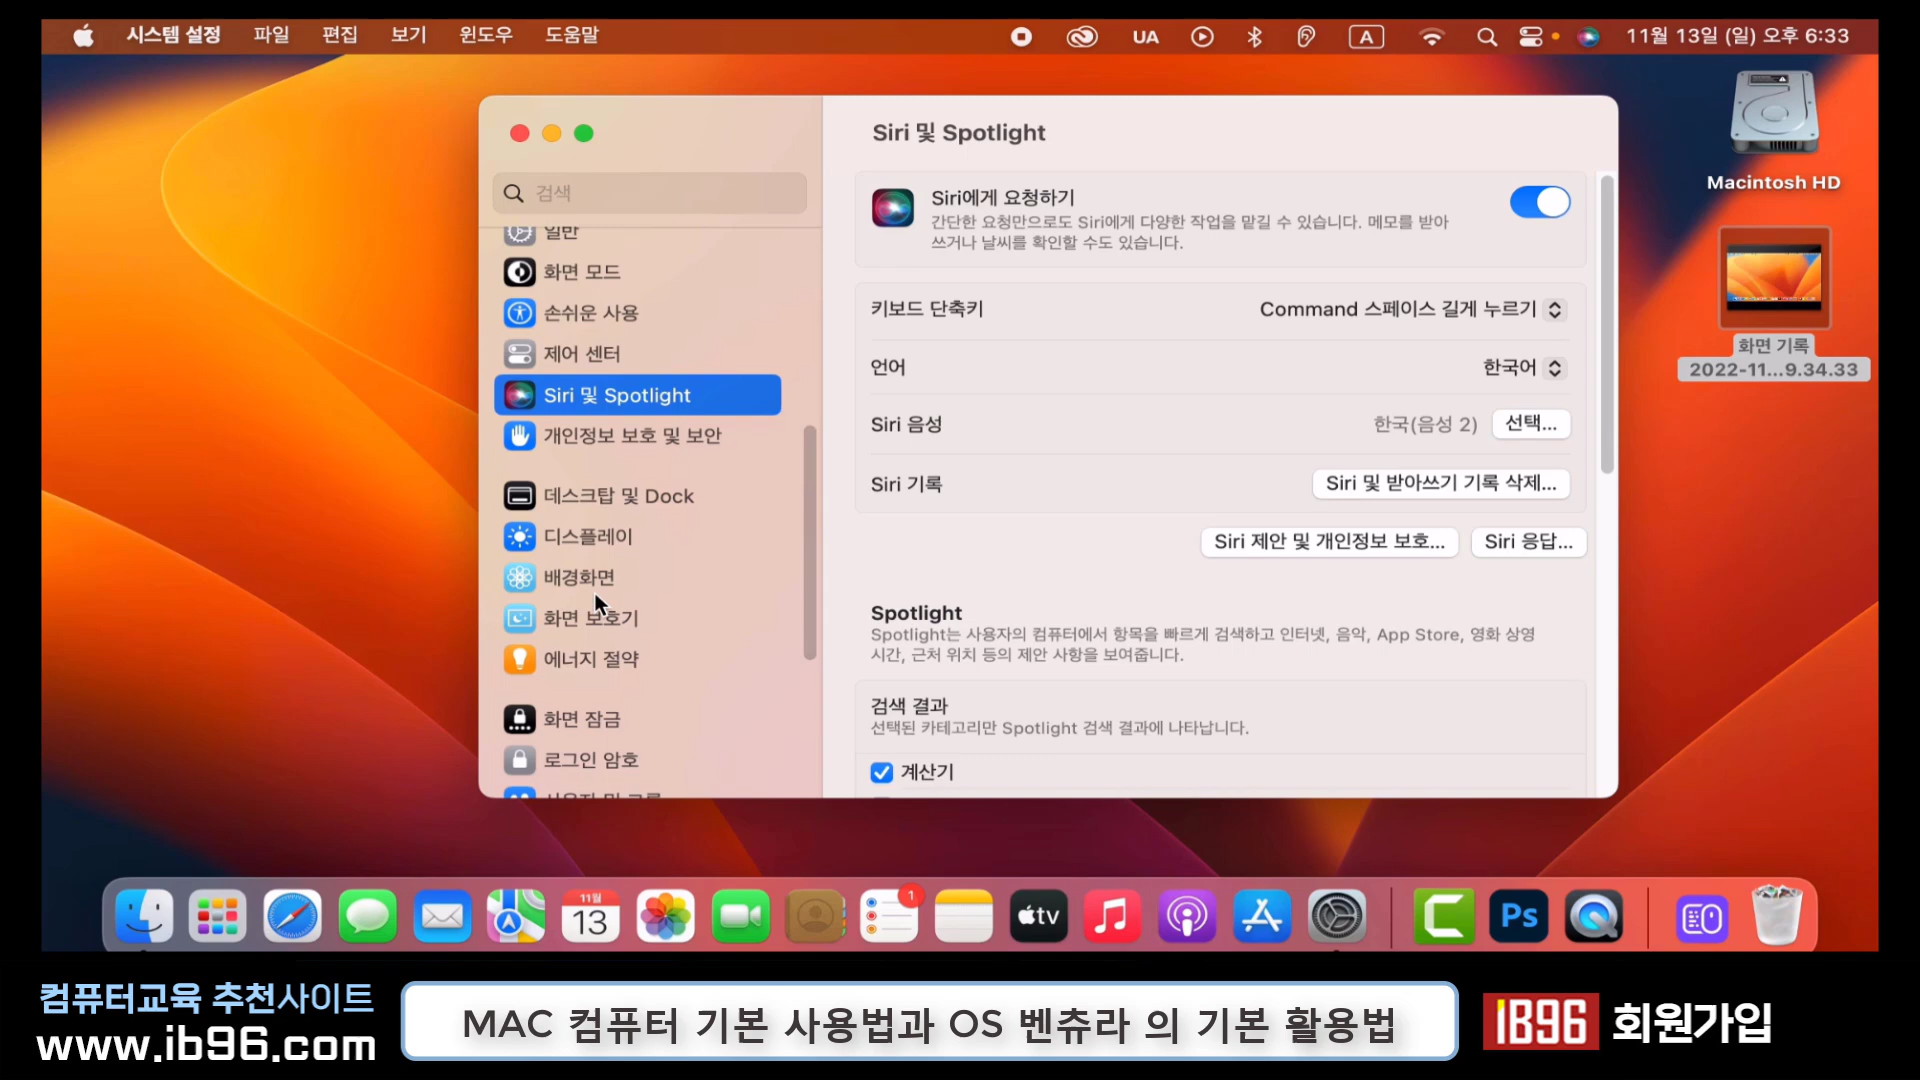 시스템 설정 파일 편집 보기 윈도우 도움말
UA A 11월 13일 (일) 오후 6:33
Macintosh HD
화면 기록
2022-11...9.34.33
검색
일반
화면 모드
손쉬운 사용
제어 센터
Siri 및 Spotlight
개인정보 보호 및 보안
데스크탑 및 Dock
디스플레이
배경화면
화면 보호기
에너지 절약
화면 잠금
로그인 암호
사용자 및 그룹
Siri 및 Spotlight
Siri에게 요청하기
간단한 요청만으로도 Siri에게 다양한 작업을 맡길 수 있습니다. 메모를 받아
쓰거나 날씨를 확인할 수도 있습니다.
키보드 단축키 Command 스페이스 길게 누르기
언어 한국어
Siri 음성 한국(음성 2) 선택...
Siri 기록 Siri 및 받아쓰기 기록 삭제...
Siri 제안 및 개인정보 보호... Siri 응답...
Spotlight
Spotlight는 사용자의 컴퓨터에서 항목을 빠르게 검색하고 인터넷, 음악, App Store, 영화 상영
시간, 근처 위치 등의 제안 사항을 보여줍니다.
검색 결과
선택된 카테고리만 Spotlight 검색 결과에 나타납니다.
계산기
11월
13
1
tv
Ps
컴퓨터교육 추천사이트
www.ib96.com
MAC 컴퓨터 기본 사용법과 OS 벤츄라 의 기본 활용법
IB96 회원가입